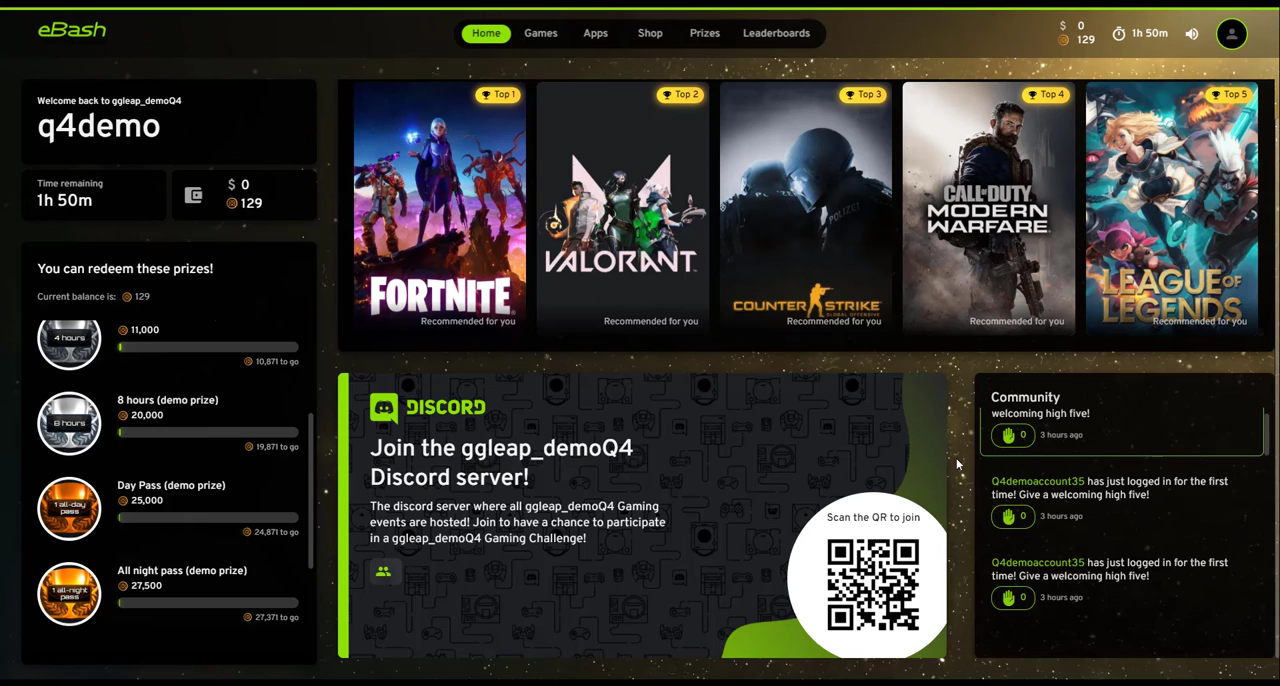 eBash
Home
Games
Apps
Shop
Prizes
Leaderboards
$ 0
129
1h 50m
Welcome back to ggleap_demoQ4
q4demo
Time remaining
1h 50m
$ 0
129
You can redeem these prizes!
Current balance is: 129
4 hours
11,000
10,871 to go
8 hours
8 hours (demo prize)
20,000
19,871 to go
1 all-day
pass
Day Pass (demo prize)
25,000
24,871 to go
1 all-night
pass
All night pass (demo prize)
27,500
27,371 to go
Top 1
FORTNITE
Recommended for you
Top 2
VALORANT
Recommended for you
Top 3
POLIZEI
COUNTER STRIKE
GLOBAL OFFENSIVE
Recommended for you
Top 4
CALL OF DUTY
MODERN
WARFARE
Recommended for you
Top 5
LEAGUE OF
LEGENDS
Recommended for you
DISCORD
Join the ggleap_demoQ4
Discord server!
The discord server where all ggleap_demoQ4 Gaming
events are hosted! Join to have a chance to participate
in a ggleap_demoQ4 Gaming Challenge!
Scan the QR to join
Community
welcoming high five!
0
3 hours ago
Q4demoaccount35 has just logged in for the first
time! Give a welcoming high five!
0
3 hours ago
Q4demoaccount35 has just logged in for the first
time! Give a welcoming high five!
0
3 hours ago